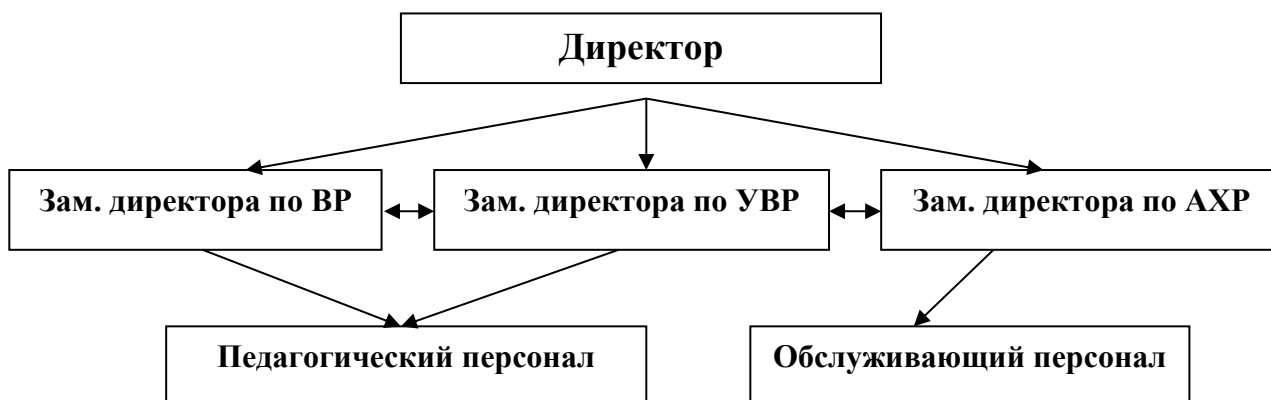 Директор
Зам. директора по ВР
Зам. директора по УВР
Зам. директора по АХР
Педагогический персонал
Обслуживающий персонал